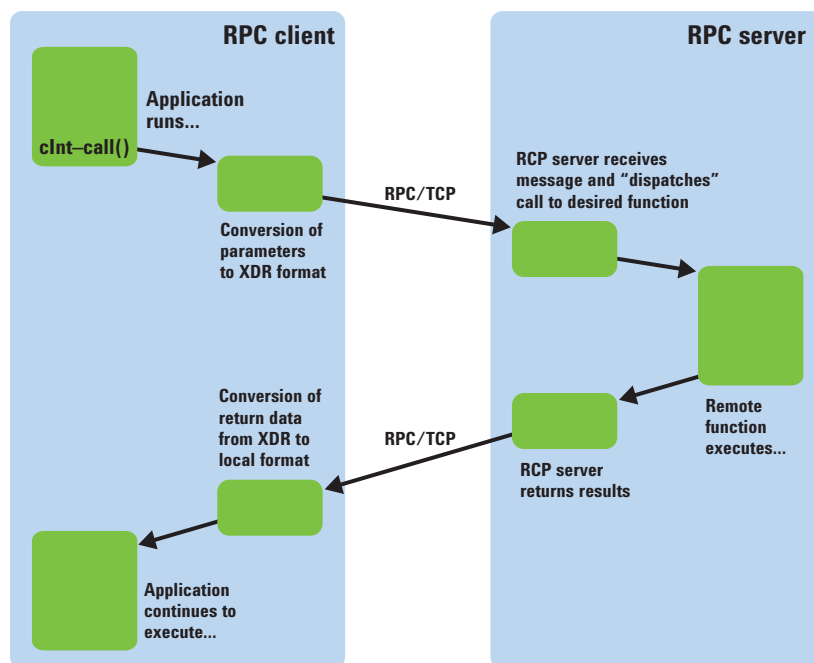 RPC client
RPC server
Application
runs...
cInt–call()
RPC/TCP
RCP server receives
message and “dispatches”
call to desired function
Conversion of
parameters
to XDR format
Conversion of
return data
from XDR to
local format
RPC/TCP
Remote
function
executes...
RCP server
returns results
Application
continues to
execute...